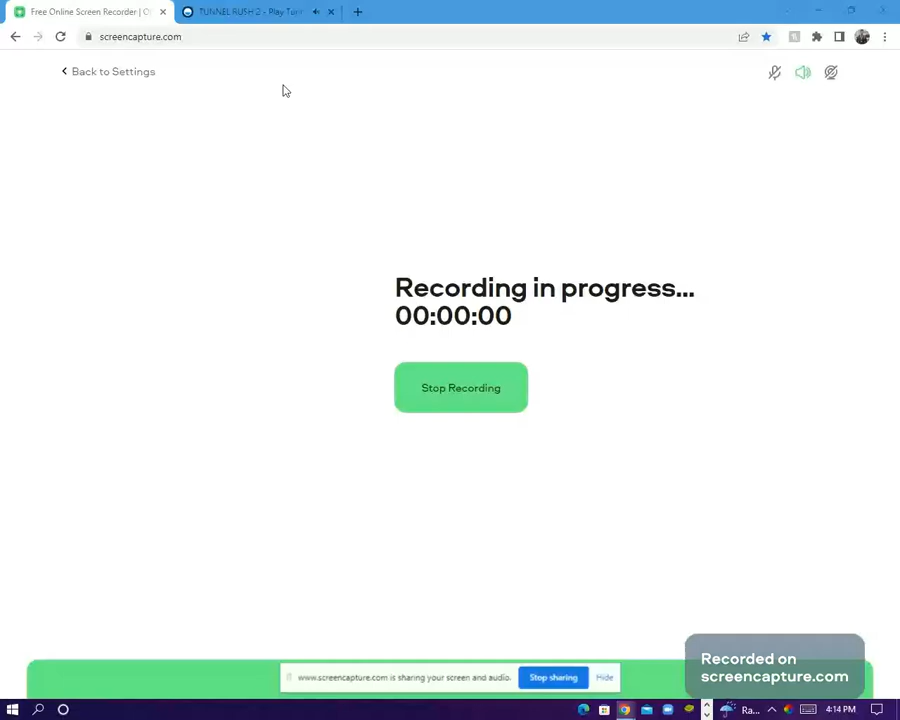 Free Online Screen Recorder | O
TUNNEL RUSH 2 - Play Tunn
screencapture.com
Back to Settings
Recording in progress...
00:00:00
Stop Recording
Recorded on
screencapture.com
www.screencapture.com is sharing your screen and audio.
Stop sharing
Hide
Ra...
4:14 PM